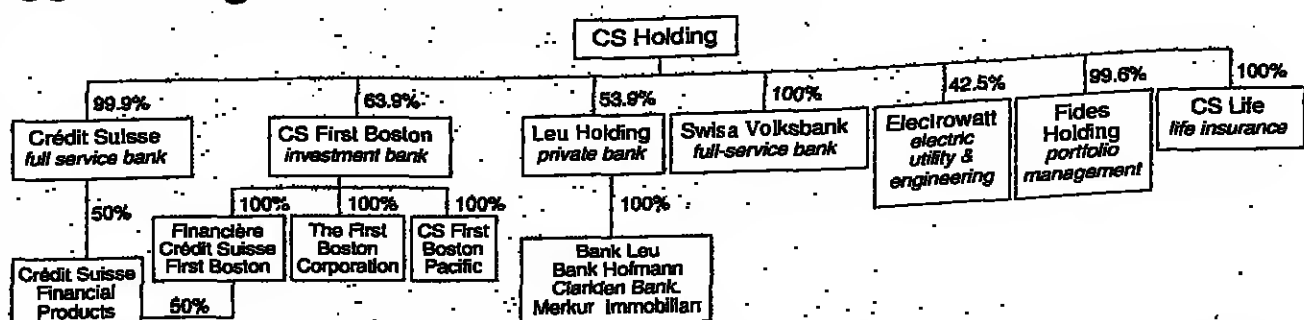 CS Holding
99.9%
63.9%
53.9%
100%
42.5%
99.6%
100%
Crédit Suisse
full service bank
CS First Boston
investment bank
Leu Holding
private bank
Swisa Volksbank
full-service bank
Electrowatt
electric
utility &
engineering
Fides
Holding
portfolio
management
CS Life
life insurance
50%
100%
100%
100%
100%
Financière
Crédit Suisse
First Boston
The First
Boston
Corporation
CS First
Boston
Pacific
Bank Leu
Bank Hofmann
Clariden Bank.
Merkur Immobilian
Crédit Suisse
Financial
Products
50%